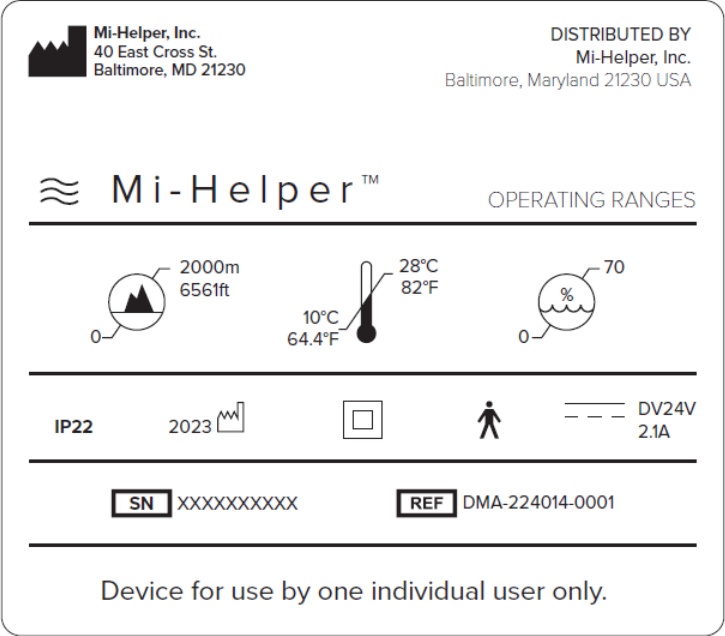 Mi-Helper, Inc.
40 East Cross St.
Baltimore, MD 21230
DISTRIBUTED BY
Mi-Helper, Inc.
Baltimore, Maryland 21230 USA
Mi-Helper™
OPERATING RANGES
2000m
6561ft
0
28°C
82°F
10°C
64.4°F
70
%
0
IP22
2023
DV24V
2.1A
SN XXXXXXXXXX
REF DMA-224014-0001
Device for use by one individual user only.